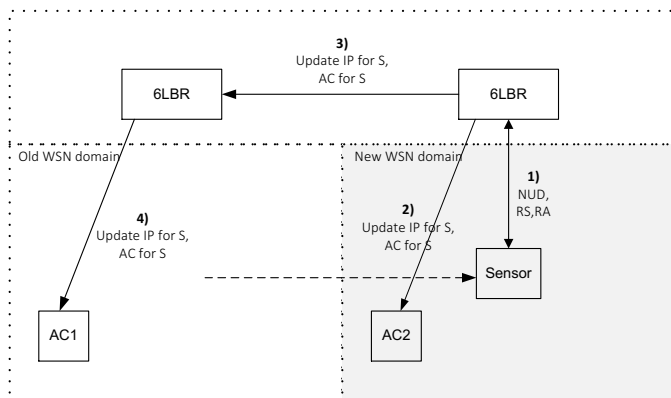 3)
Update IP for S,
AC for S
6LBR
6LBR
Old WSN domain
New WSN domain
1)
NUD,
RS,RA
2)
Update IP for S,
AC for S
4)
Update IP for S,
AC for S
Sensor
AC1
AC2